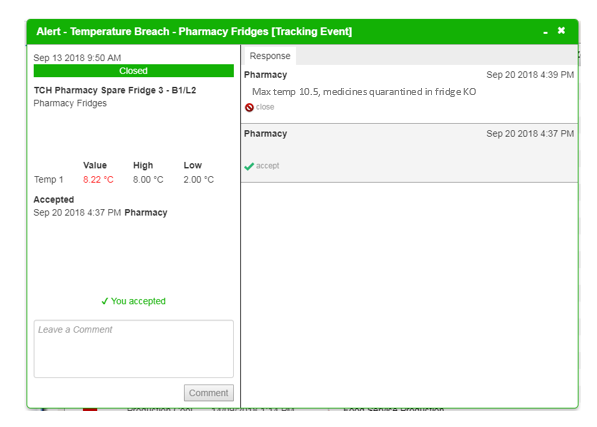 Alert - Temperature Breach - Pharmacy Fridges [Tracking Event]
Sep 13 2018 9:50 AM
Closed
TCH Pharmacy Spare Fridge 3 - B1/L2
Pharmacy Fridges
Value High Low
Temp 1 8.22 °C 8.00 °C 2.00 °C
Accepted
Sep 20 2018 4:37 PM Pharmacy
You accepted
Leave a Comment
Comment
Response
Pharmacy Sep 20 2018 4:39 PM
Max temp 10.5, medicines quarantined in fridge KO
close
Pharmacy Sep 20 2018 4:37 PM
accept
Food Service Production